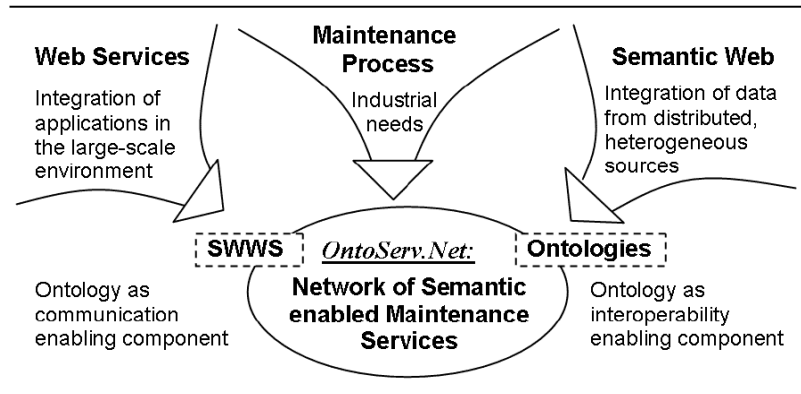 Web Services
Integration of
applications in
the large-scale
environment
Maintenance
Process
Industrial
needs
Semantic Web
Integration of data
from distributed,
heterogeneous
sources
SWWS
OntoServ.Net:
Ontologies
Network of Semantic
enabled Maintenance
Services
Ontology as
communication
enabling component
Ontology as
interoperability
enabling component